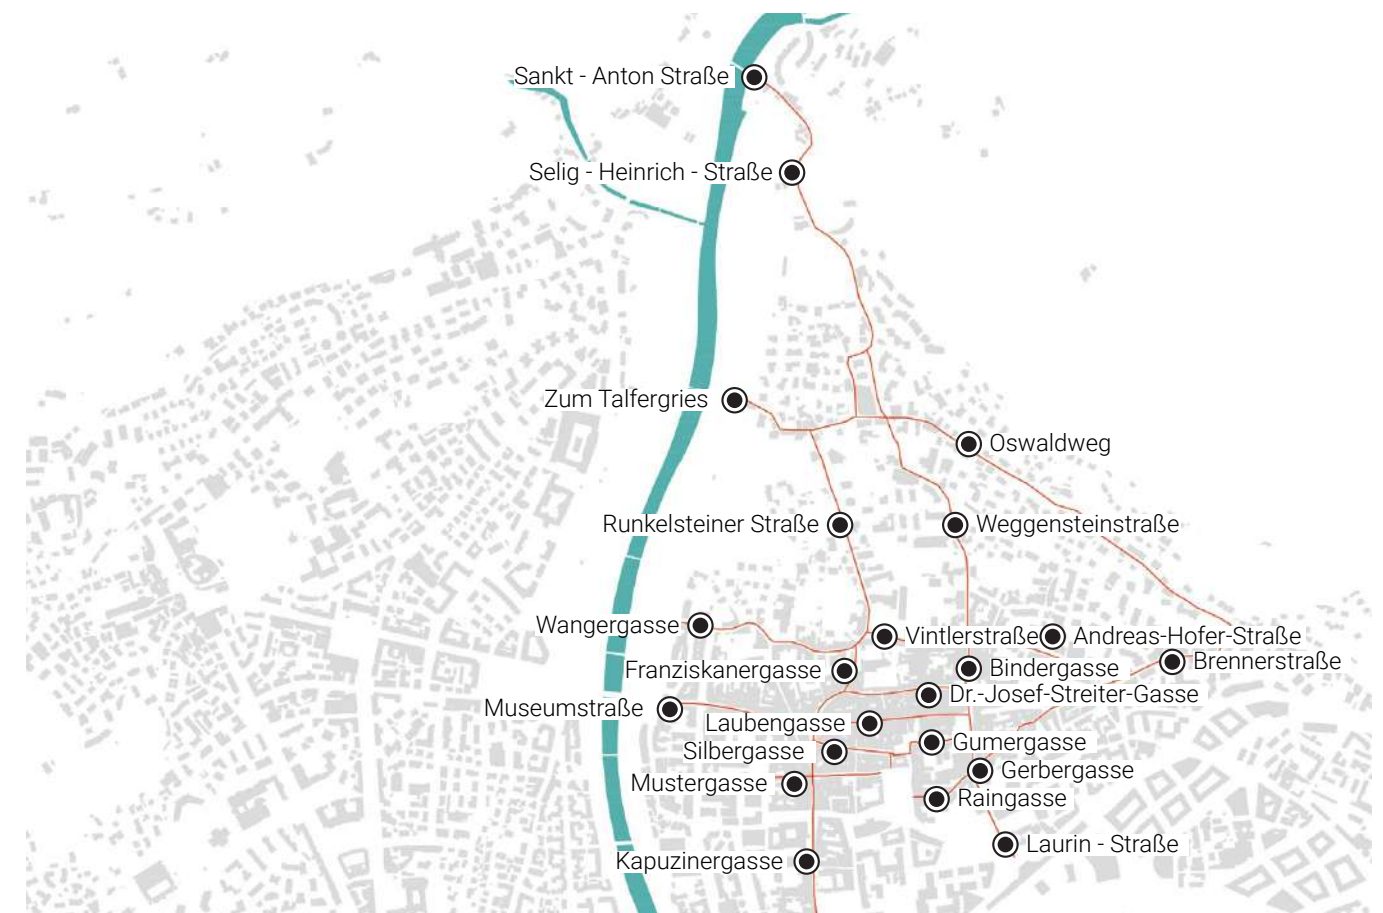 Sankt - Anton Straße
Selig - Heinrich - Straße
Zum Talfergries
Oswaldweg
Runkelsteiner Straße
Weggensteinstraße
Wangergasse
Vintlerstraße
Andreas-Hofer-Straße
Brennerstraße
Franziskanergasse
Bindergasse
Dr.-Josef-Streiter-Gasse
Museumstraße
Laubengasse
Gumergasse
Silbergasse
Gerbergasse
Mustergasse
Raingasse
Laurin - Straße
Kapuzinergasse